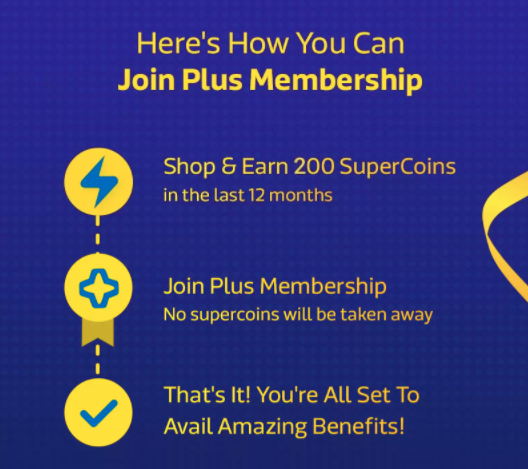 Here's How You Can
Join Plus Membership
Shop & Earn 200 SuperCoins
in the last 12 months
Join Plus Membership
No supercoins will be taken away
That's It! You're All Set To
Avail Amazing Benefits!